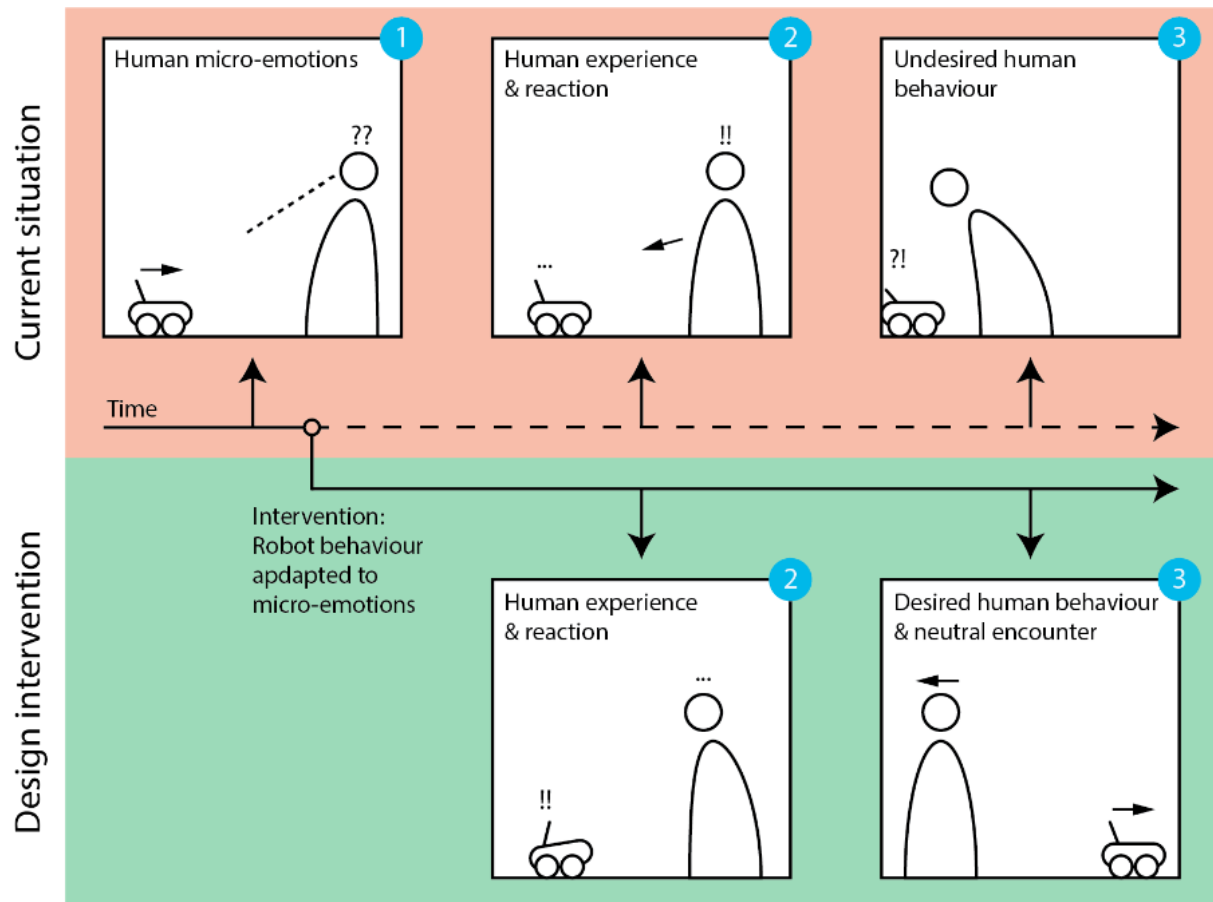 Current situation
1
Human micro-emotions
??
2
Human experience
& reaction
!!
...
3
Undesired human
behaviour
?!
Time
Design intervention
Intervention:
Robot behaviour
apdapted to
micro-emotions
2
Human experience
& reaction
...
!!
3
Desired human behaviour
& neutral encounter